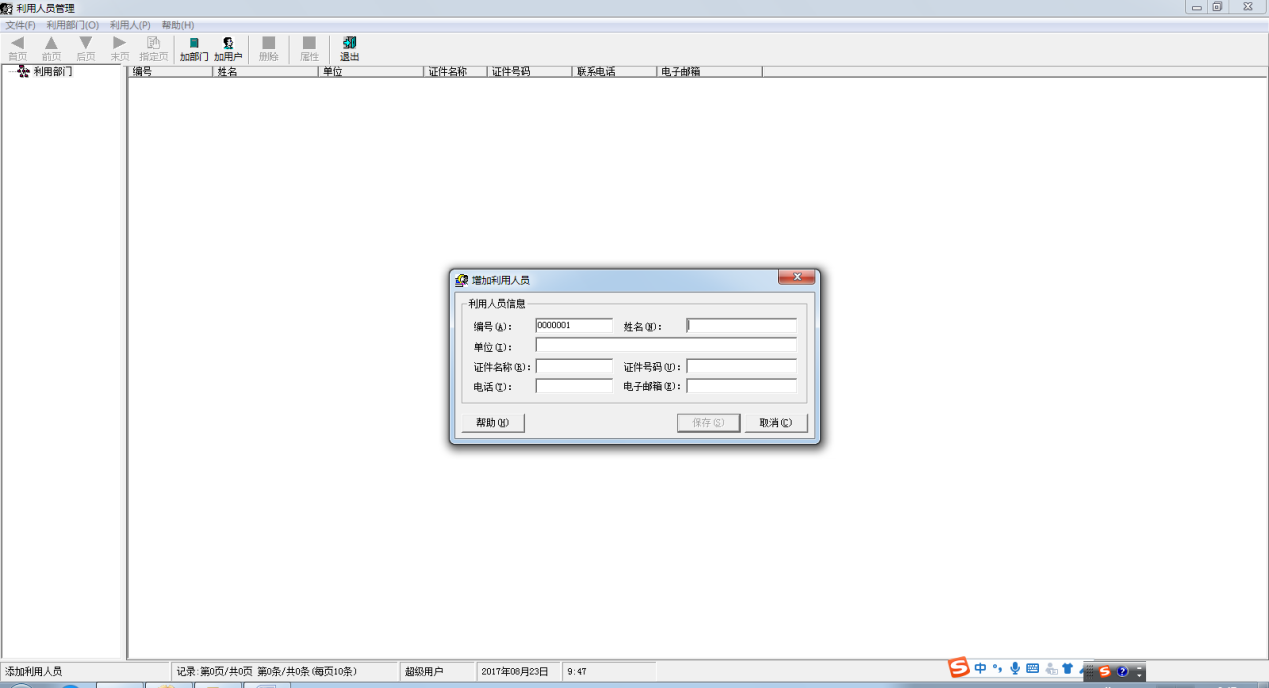 利用人员管理
文件(F) 利用部门(O) 利用人(P) 帮助(H)
首页 前页 后页 末页 指定页 加部门 加用户 删除 属性 退出
利用部门 编号 姓名 单位 证件名称 证件号码 联系电话 电子邮箱
增加利用人员
利用人员信息
编号(A): 0000001 姓名(N):
单位(I):
证件名称(B): 证件号码(U):
电话(T): 电子邮箱(E):
帮助(H) 保存(S) 取消(C)
添加利用人员 记录:第0页/共0页 第0条/共0条(每页10条) 超级用户 2017年08月23日 9:47 中